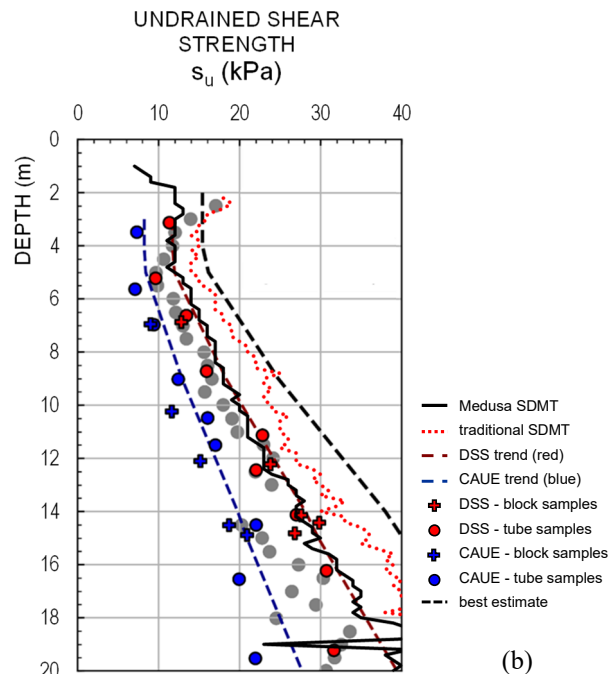 UNDRAINED SHEAR
STRENGTH
s_u (kPa)
0 10 20 30 40
DEPTH (m)
0
2
4
6
8
10
12
14
16
18
20
Medusa SDMT
traditional SDMT
DSS trend (red)
CAUE trend (blue)
DSS - block samples
DSS - tube samples
CAUE - block samples
CAUE - tube samples
best estimate
(b)